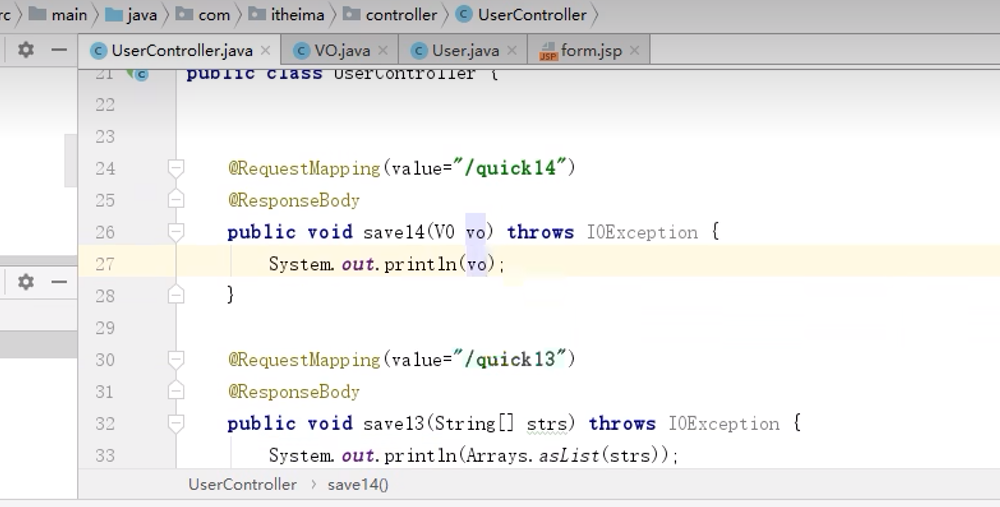 rc main java com itheima controller UserController
UserController.java VO.java User.java form.jsp
21 public class UserController {
22
23
24 @RequestMapping(value="/quick14")
25 @ResponseBody
26 public void save14(VO vo) throws IOException {
27 System.out.println(vo);
28 }
29
30 @RequestMapping(value="/quick13")
31 @ResponseBody
32 public void save13(String[] strs) throws IOException {
33 System.out.println(Arrays.asList(strs));
UserController > save14()